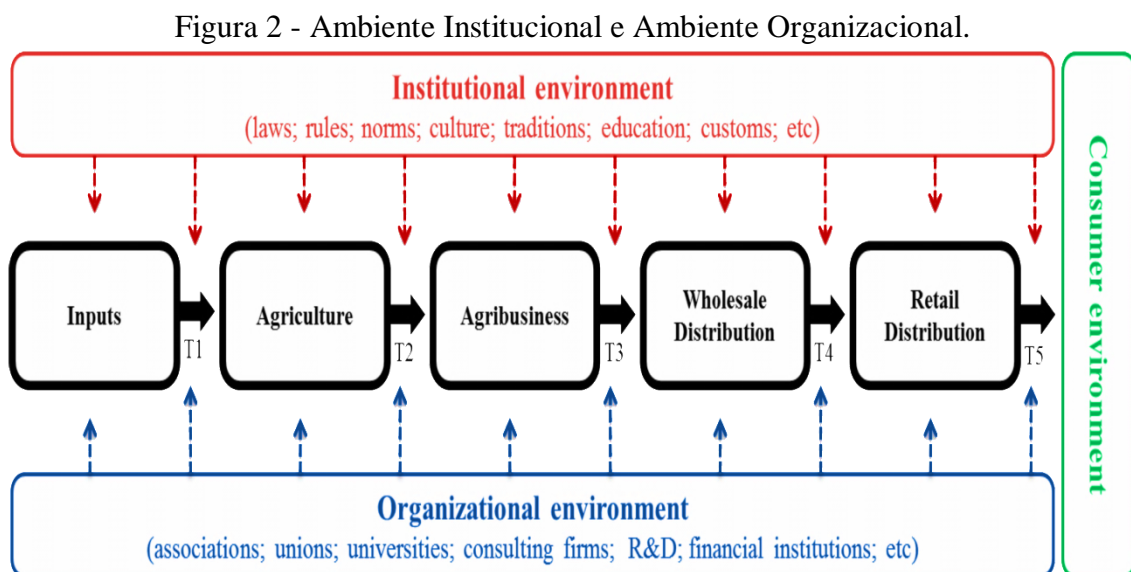 Figura 2 - Ambiente Institucional e Ambiente Organizacional.
Institutional environment
(laws; rules; norms; culture; traditions; education; customs; etc)
Inputs
T1
Agriculture
T2
Agribusiness
T3
Wholesale
Distribution
T4
Retail
Distribution
T5
Consumer environment
Organizational environment
(associations; unions; universities; consulting firms; R&D; financial institutions; etc)